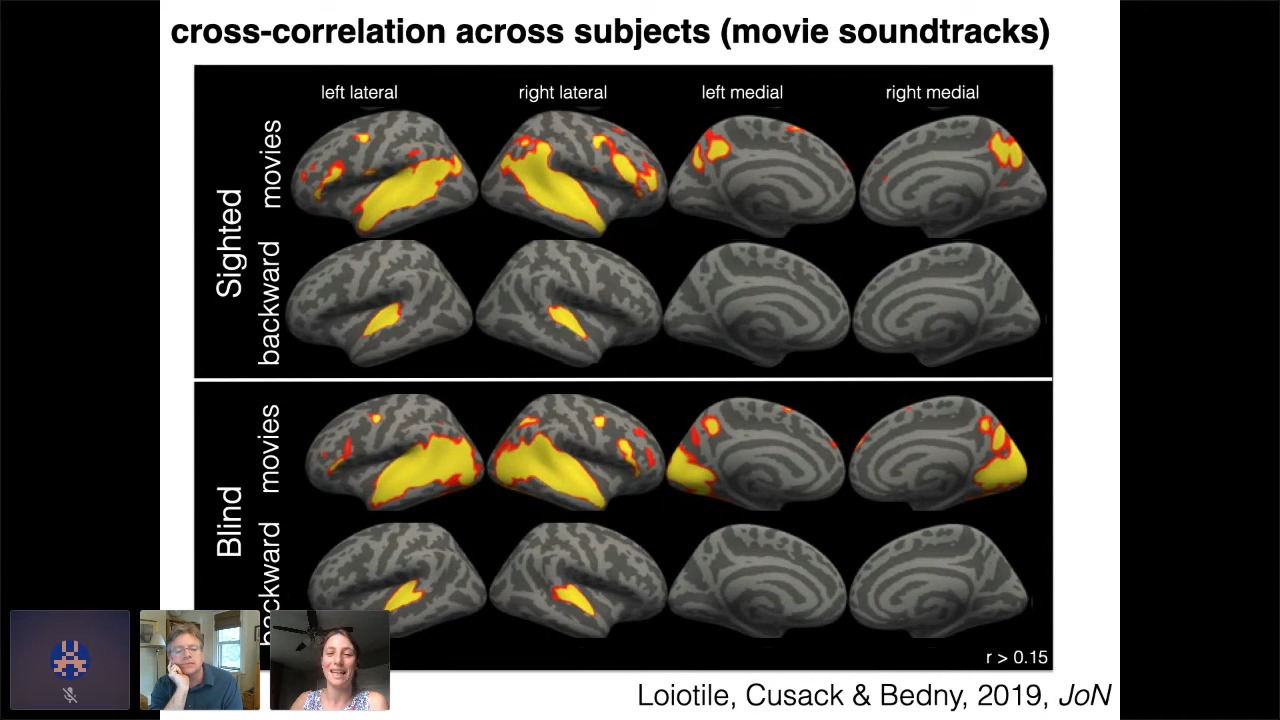 cross-correlation across subjects (movie soundtracks)
left lateral right lateral left medial right medial
Sighted
movies
backward
Blind
movies
backward
r > 0.15
Loiotile, Cusack & Bedny, 2019, JoN